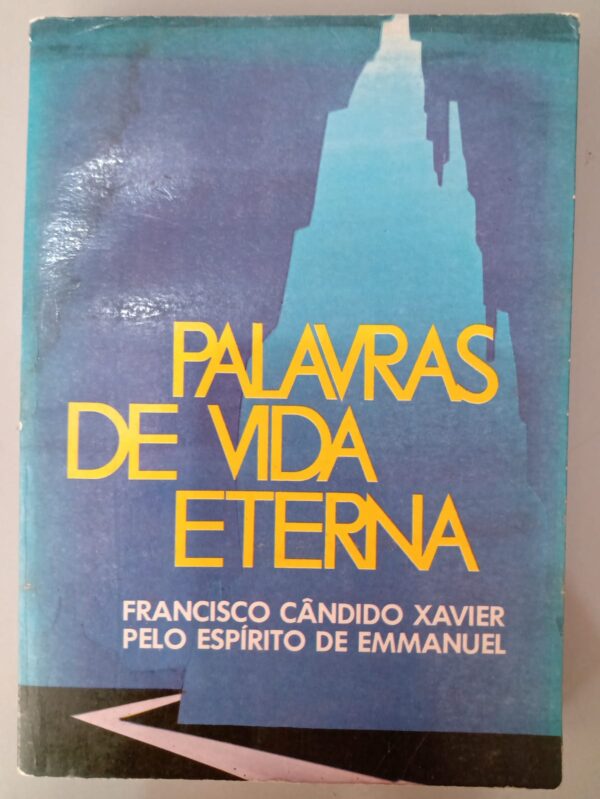 PALAVRAS
DE VIDA
ETERNA
FRANCISCO CÂNDIDO XAVIER
PELO ESPÍRITO DE EMMANUEL